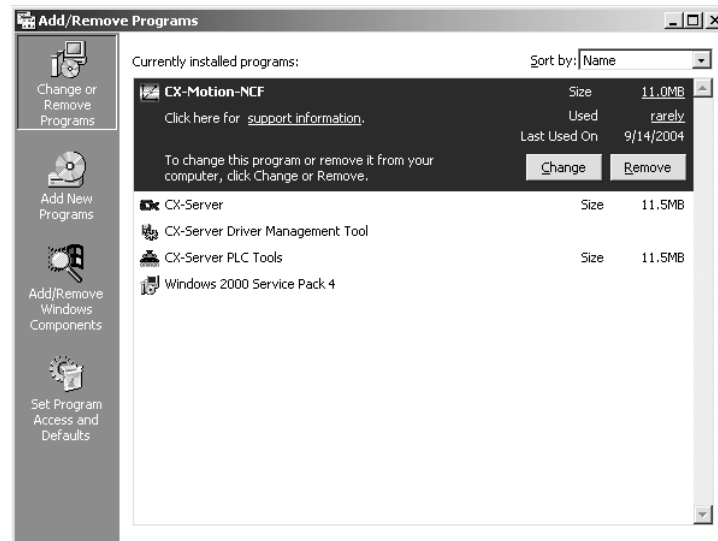 Add/Remove Programs
Change or
Remove
Programs
Add New
Programs
Add/Remove
Windows
Components
Set Program
Access and
Defaults
Currently installed programs:
Sort by: Name
CX-Motion-NCF Size 11.0MB
Click here for support information. Used rarely
Last Used On 9/14/2004
To change this program or remove it from your
computer, click Change or Remove.
Change Remove
CX-Server Size 11.5MB
CX-Server Driver Management Tool
CX-Server PLC Tools Size 11.5MB
Windows 2000 Service Pack 4